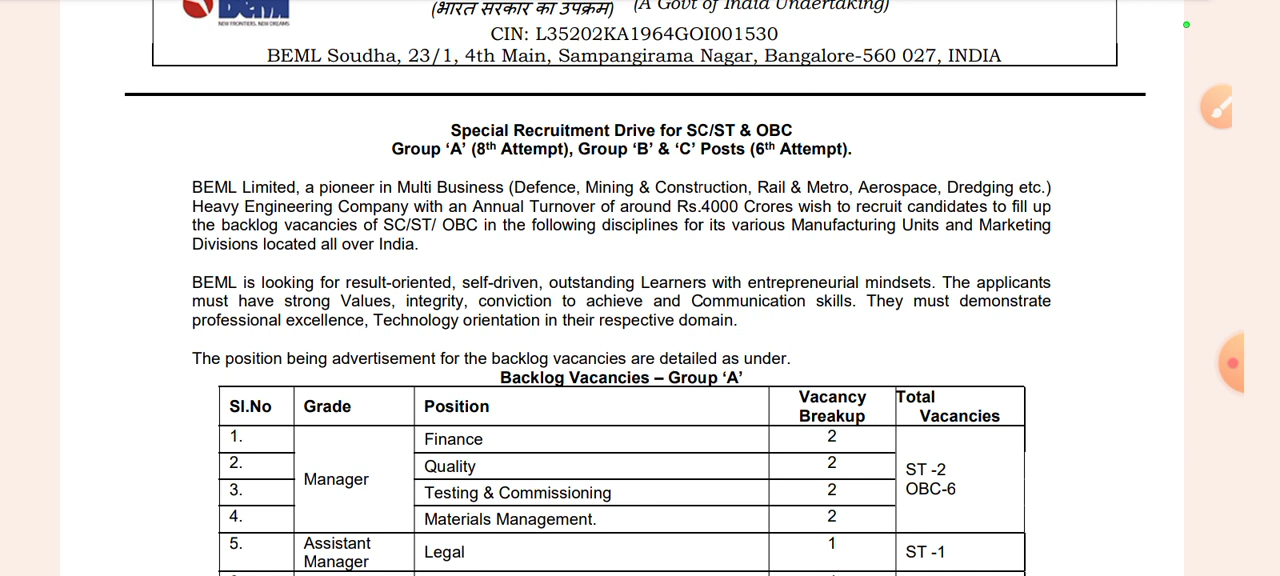 BEML
NEW FRONTIERS. NEW DREAMS
(भारत सरकार का उपक्रम) (A Govt of India Undertaking)
CIN: L35202KA1964GOI001530
BEML Soudha, 23/1, 4th Main, Sampangirama Nagar, Bangalore-560 027, INDIA
Special Recruitment Drive for SC/ST & OBC
Group ‘A’ (8th Attempt), Group ‘B’ & ‘C’ Posts (6th Attempt).
BEML Limited, a pioneer in Multi Business (Defence, Mining & Construction, Rail & Metro, Aerospace, Dredging etc.)
Heavy Engineering Company with an Annual Turnover of around Rs.4000 Crores wish to recruit candidates to fill up
the backlog vacancies of SC/ST/ OBC in the following disciplines for its various Manufacturing Units and Marketing
Divisions located all over India.
BEML is looking for result-oriented, self-driven, outstanding Learners with entrepreneurial mindsets. The applicants
must have strong Values, integrity, conviction to achieve and Communication skills. They must demonstrate
professional excellence, Technology orientation in their respective domain.
The position being advertisement for the backlog vacancies are detailed as under.
Backlog Vacancies – Group ‘A’
Sl.No Grade Position Vacancy Breakup Total Vacancies
1. Manager Finance 2 ST -2 OBC-6
2. Quality 2
3. Testing & Commissioning 2
4. Materials Management. 2
5. Assistant Manager Legal 1 ST -1